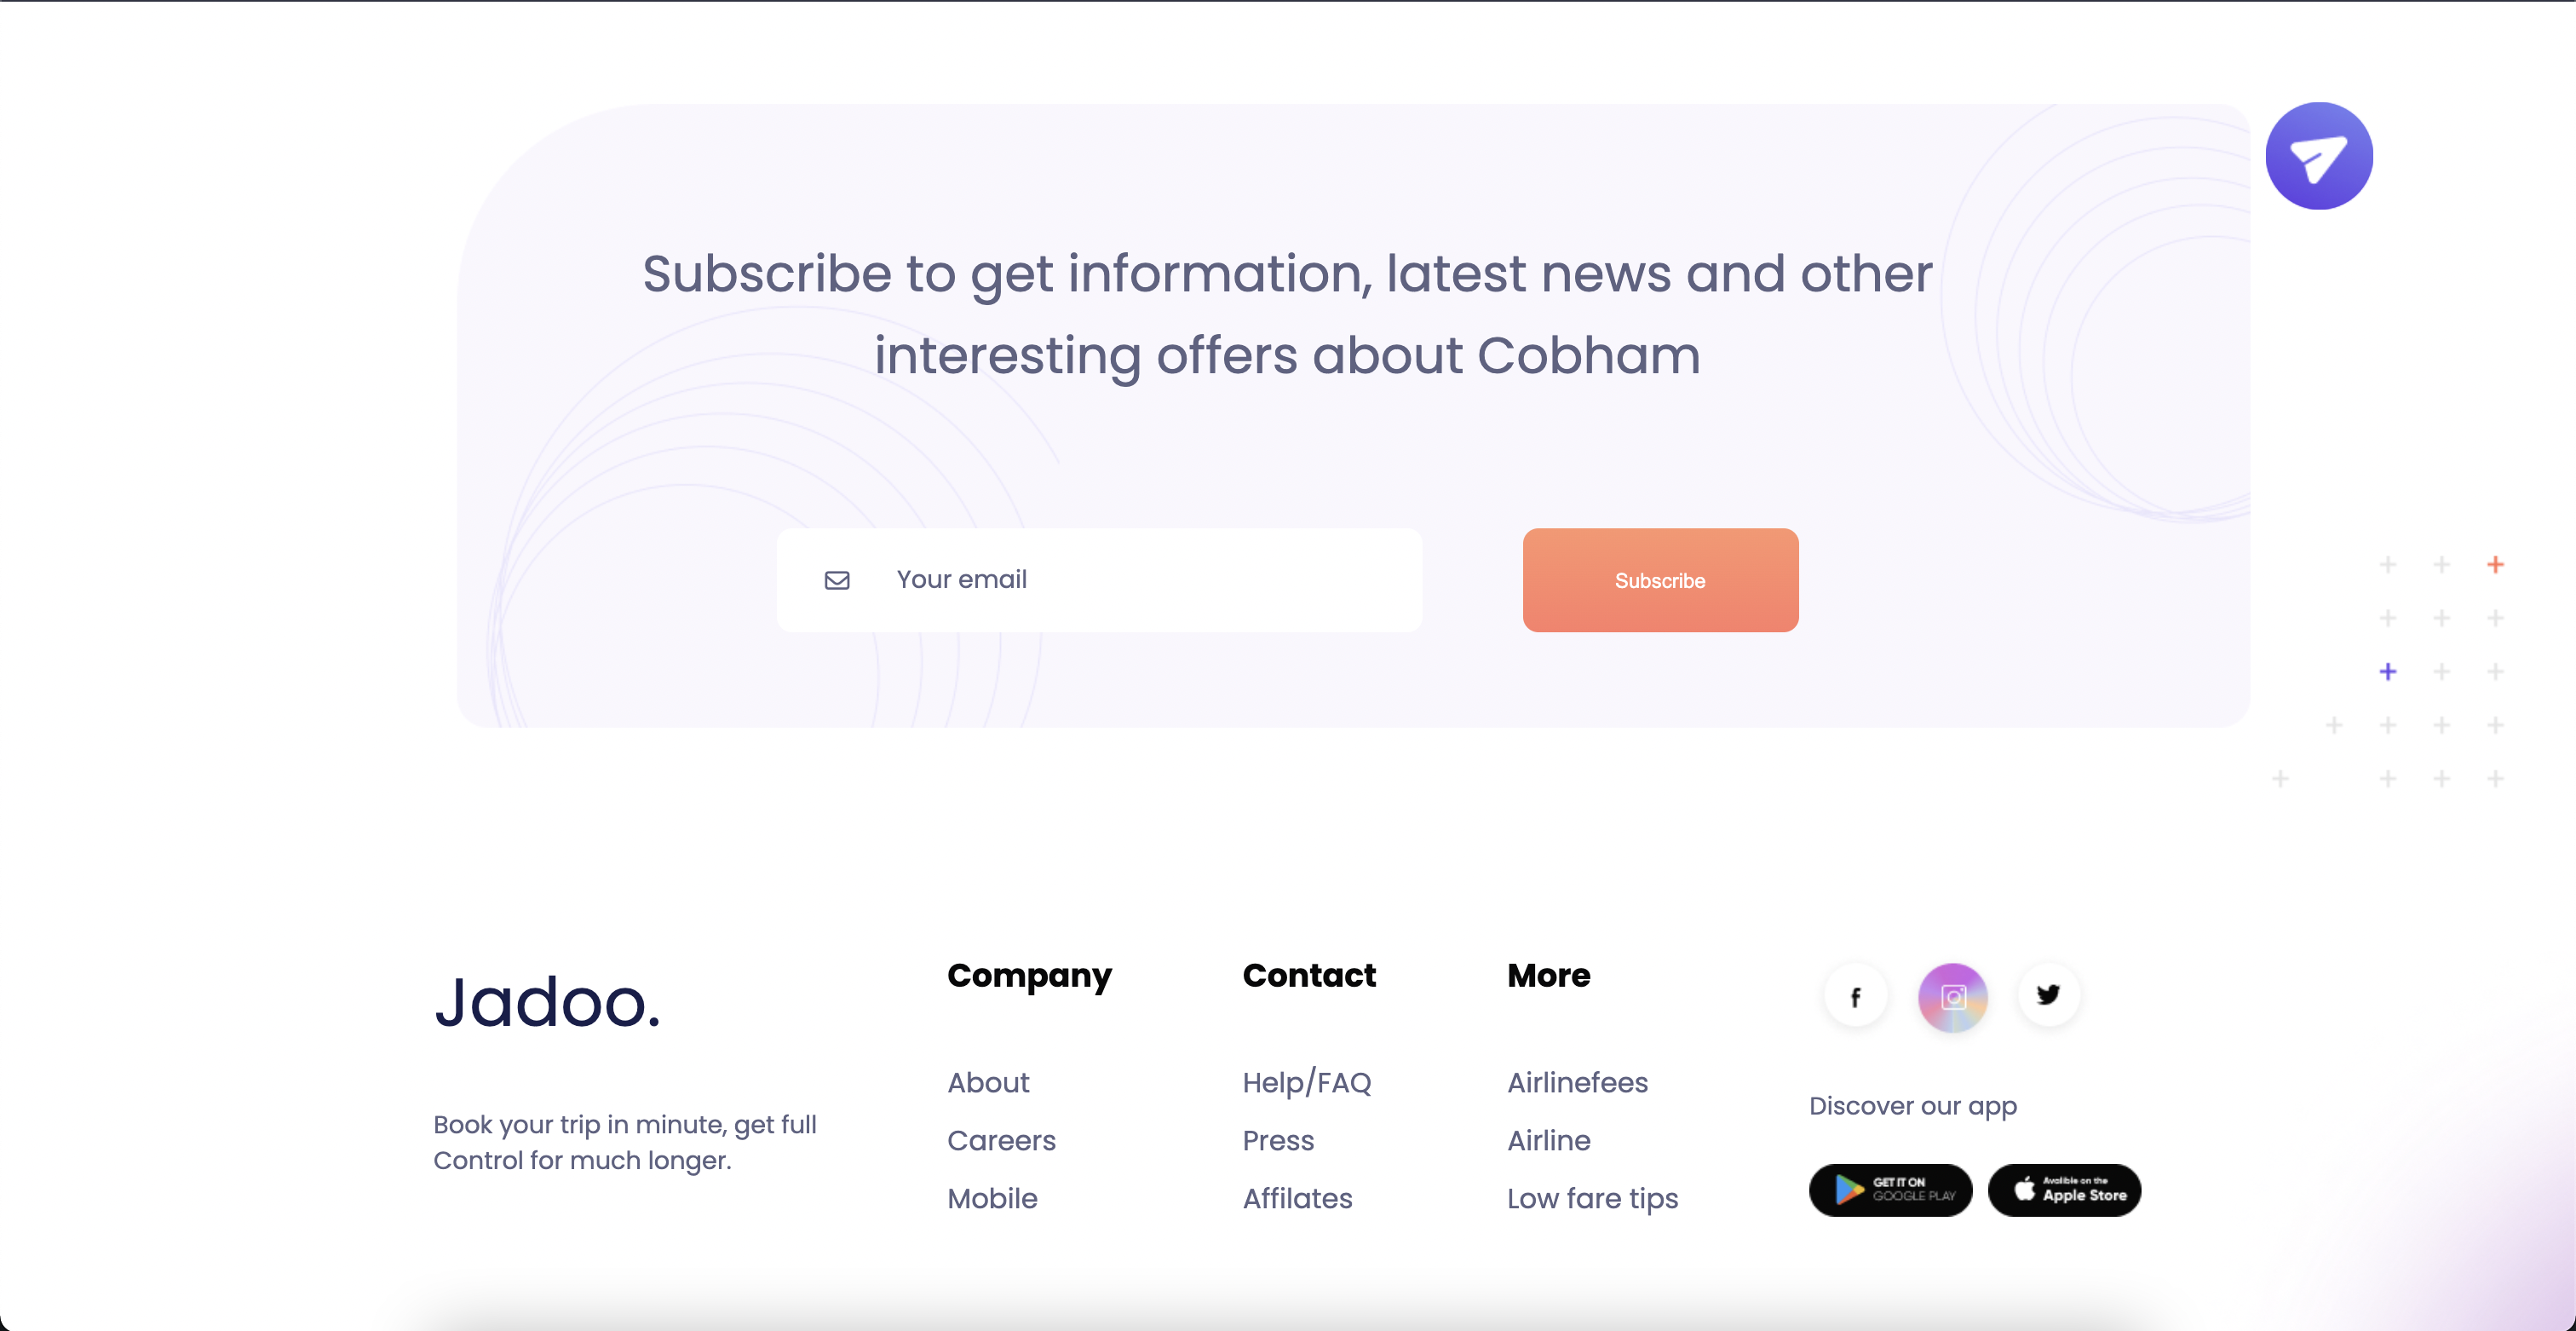 Subscribe to get information, latest news and other
interesting offers about Cobham
Your email
Subscribe
Jadoo.
Book your trip in minute, get full
Control for much longer.
Company
About
Careers
Mobile
Contact
Help/FAQ
Press
Affilates
More
Airlinefees
Airline
Low fare tips
Discover our app
GET IT ON
GOOGLE PLAY
Avalible on the
Apple Store